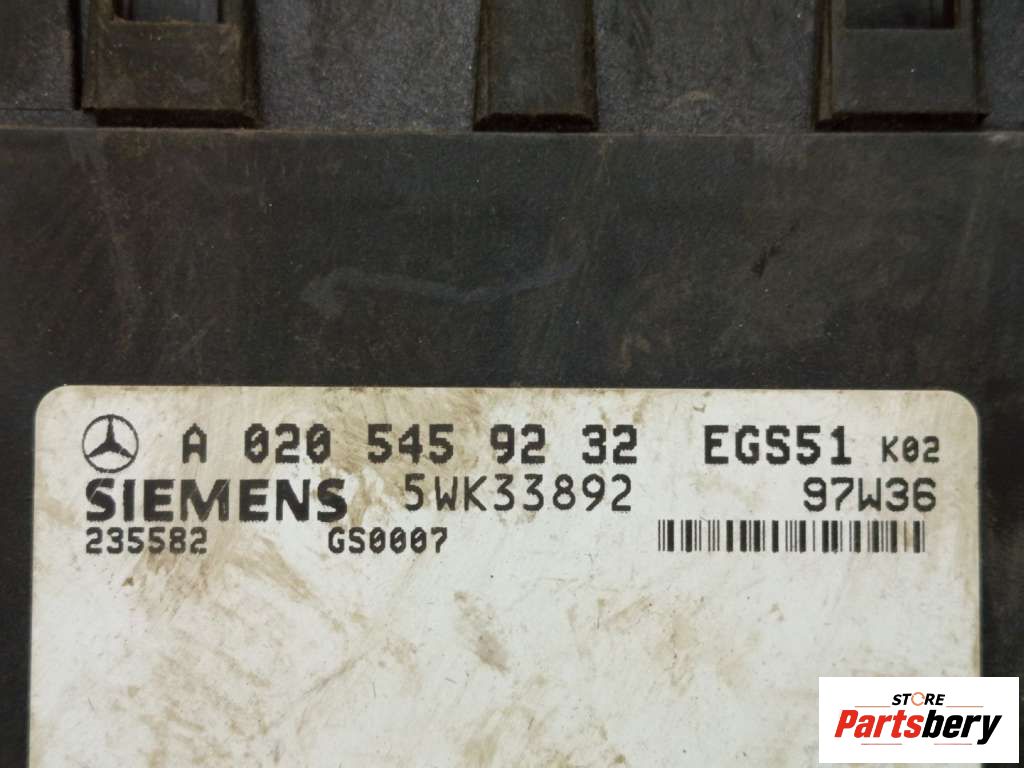 A 020 545 92 32 EGS51 K02
SIEMENS 5WK33892 97W36
235582 GS0007
STORE
Partsbery